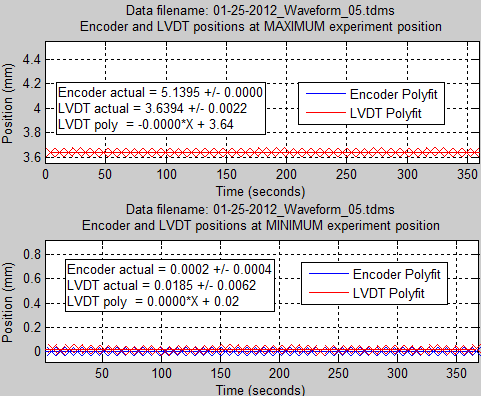 Data filename: 01-25-2012_Waveform_05.tdms
Encoder and LVDT positions at MAXIMUM experiment position
Position (mm)
4.4
4.2
4
3.8
3.6
Encoder actual = 5.1395 +/- 0.0000
LVDT actual = 3.6394 +/- 0.0022
LVDT poly = -0.0000*X + 3.64
Encoder Polyfit
LVDT Polyfit
0 50 100 150 200 250 300 350
Time (seconds)
Data filename: 01-25-2012_Waveform_05.tdms
Encoder and LVDT positions at MINIMUM experiment position
Position (mm)
0.8
0.6
0.4
0.2
0
Encoder actual = 0.0002 +/- 0.0004
LVDT actual = 0.0185 +/- 0.0062
LVDT poly = 0.0000*X + 0.02
Encoder Polyfit
LVDT Polyfit
50 100 150 200 250 300 350
Time (seconds)